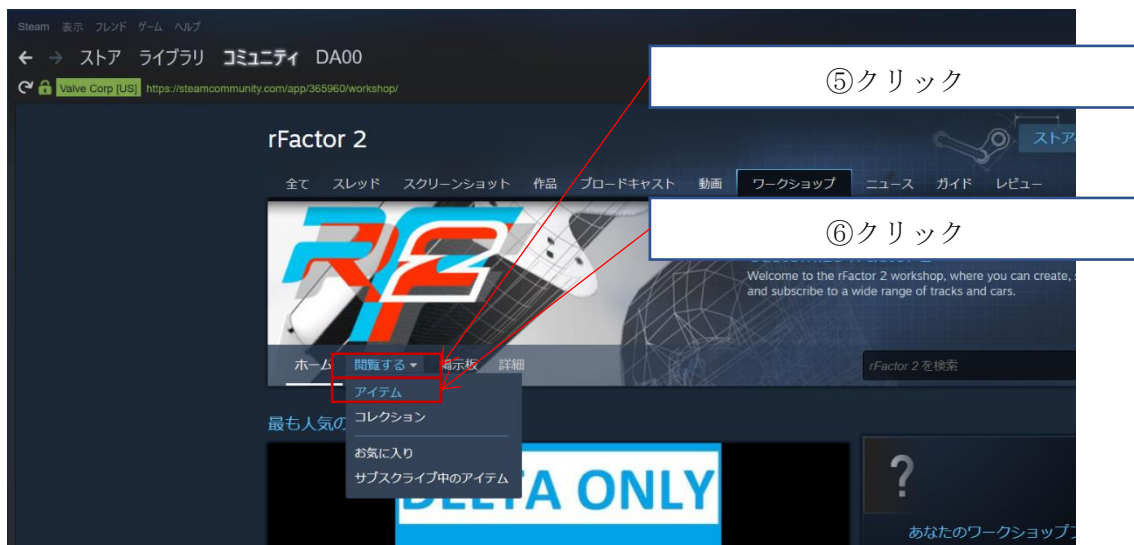 Steam 表示 フレンド ゲーム ヘルプ
← → ストア ライブラリ コミュニティ DA00
⑤クリック
Valve Corp [US] https://steamcommunity.com/app/365960/workshop/
rFactor 2
ストア
全て スレッド スクリーンショット 作品 ブロードキャスト 動画 ワークショップ ニュース ガイド レビュー
⑥クリック
RF2
Welcome to the rFactor 2 workshop, where you can create,
and subscribe to a wide range of tracks and cars.
ホーム 閲覧する 掲示板 詳細
rFactor 2 を検索
アイテム
最も人気の
コレクション
お気に入り
サブスクライブ中のアイテム
DELTA ONLY
?
あなたのワークショップ